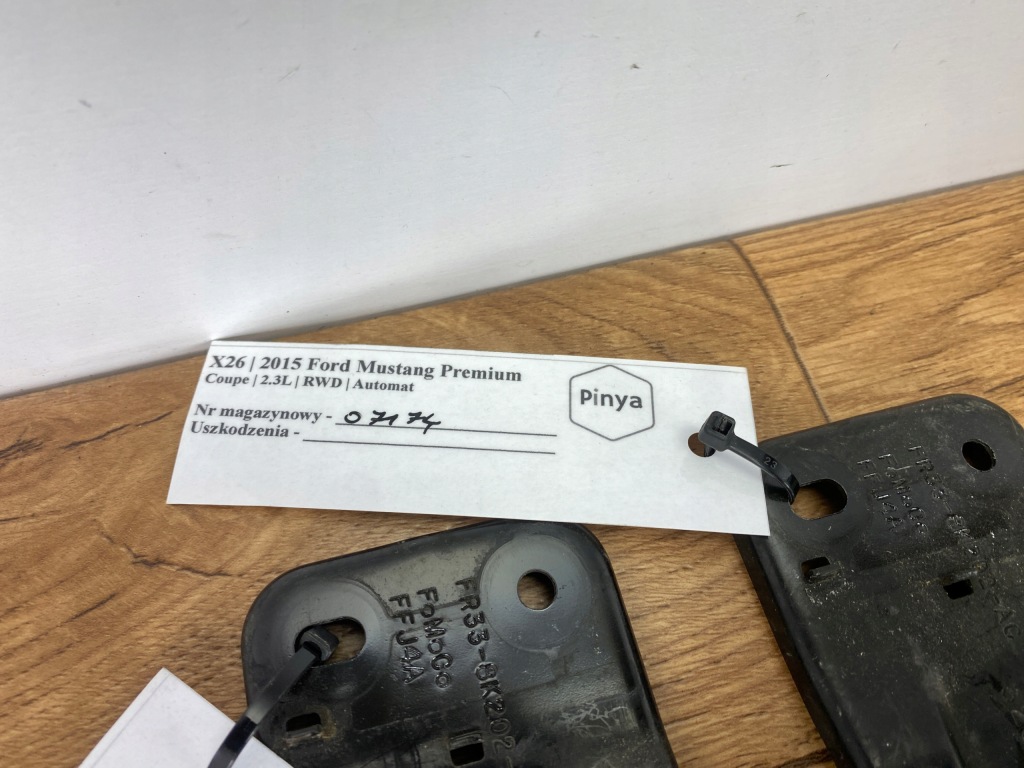 X26 | 2015 Ford Mustang Premium
Coupe | 2.3L | RWD | Automat
Nr magazynowy - 07174
Uszkodzenia -
Pinya
FR33-8K202-
FoMoCo
FFJ4A